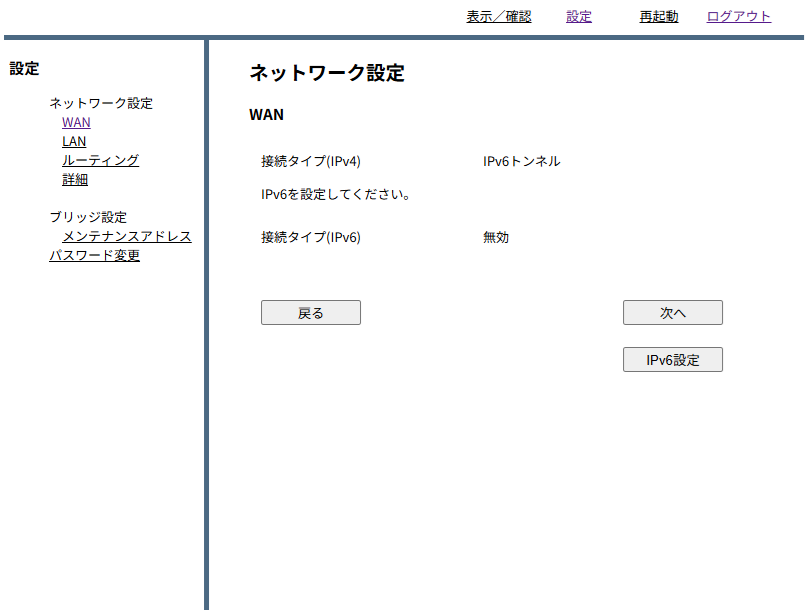 表示／確認 設定 再起動 ログアウト
設定
ネットワーク設定
WAN
LAN
ルーティング
詳細
ブリッジ設定
メンテナンスアドレス
パスワード変更
ネットワーク設定
WAN
接続タイプ(IPv4) IPv6トンネル
IPv6を設定してください。
接続タイプ(IPv6) 無効
戻る 次へ
IPv6設定